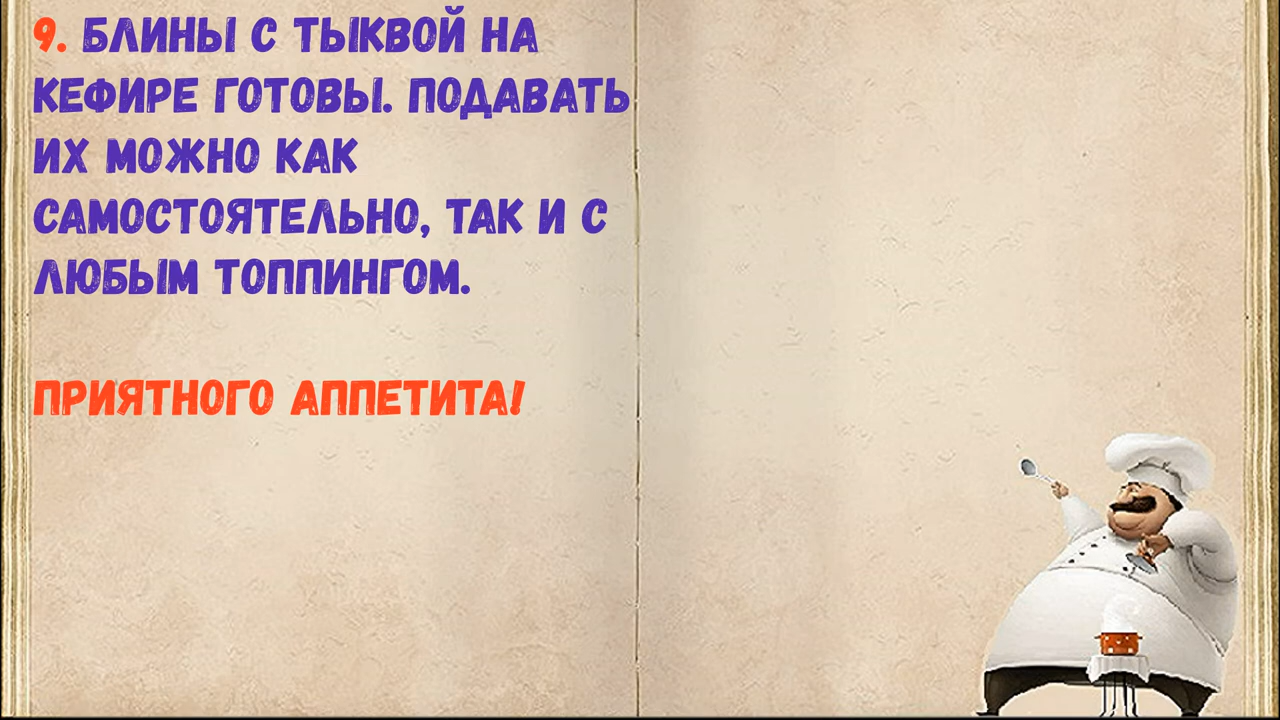 9. БЛИНЫ С ТЫКВОЙ НА
КЕФИРЕ ГОТОВЫ. ПОДАВАТЬ
ИХ МОЖНО КАК
САМОСТОЯТЕЛЬНО, ТАК И С
ЛЮБЫМ ТОППИНГОМ.
ПРИЯТНОГО АППЕТИТА!